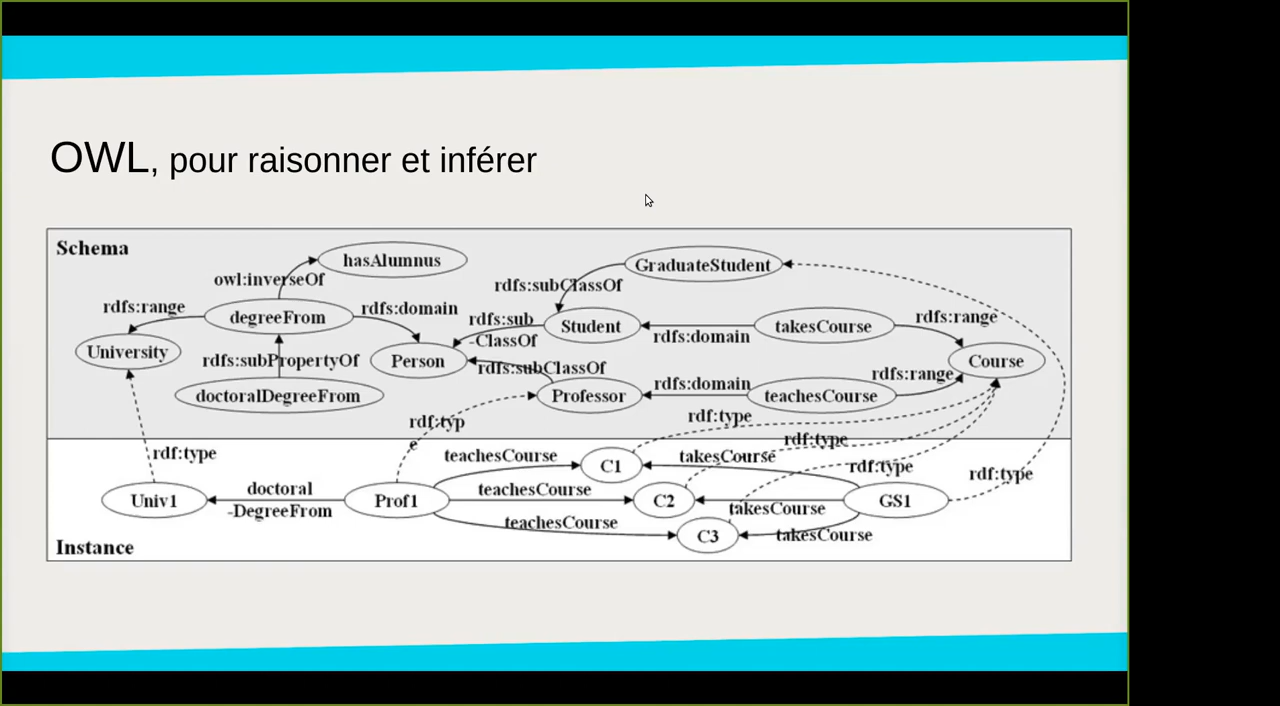 OWL, pour raisonner et inférer
Schema
hasAlumnus
GraduateStudent
owl:inverseOf
rdfs:subClassOf
rdfs:range
degreeFrom
rdfs:domain
rdfs:sub
-ClassOf
Student
takesCourse
rdfs:range
rdfs:domain
University
rdfs:subPropertyOf
Person
Course
rdfs:subClassOf
rdfs:range
doctoralDegreeFrom
Professor
rdfs:domain
teachesCourse
rdf:typ
e
rdf:type
rdf:type
rdf:type
teachesCourse
C1
takesCourse
rdf:type
rdf:type
Univ1
doctoral
-DegreeFrom
Prof1
teachesCourse
C2
takesCourse
GS1
teachesCourse
C3
takesCourse
Instance